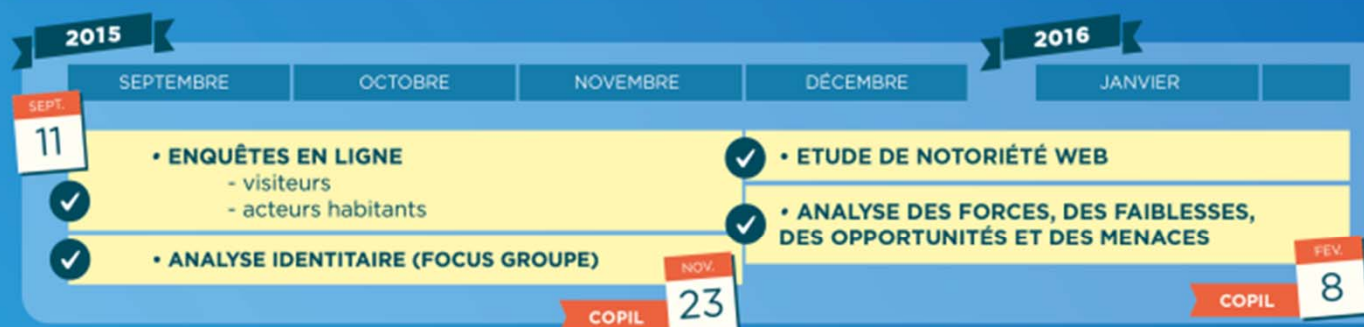 2015
2016
SEPTEMBRE
OCTOBRE
NOVEMBRE
DÉCEMBRE
JANVIER
SEPT.
11
• ENQUÊTES EN LIGNE
- visiteurs
- acteurs habitants
• ANALYSE IDENTITAIRE (FOCUS GROUPE)
NOV.
23
COPIL
• ETUDE DE NOTORIÉTÉ WEB
• ANALYSE DES FORCES, DES FAIBLESSES,
DES OPPORTUNITÉS ET DES MENACES
FEV.
8
COPIL